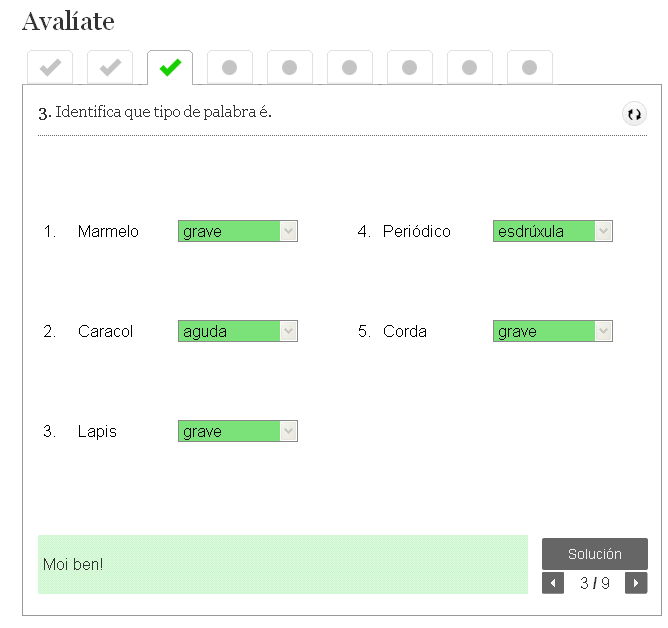 Avalíate
3. Identifica que tipo de palabra é.
1. Marmelo grave
4. Periódico esdrúxula
2. Caracol aguda
5. Corda grave
3. Lapis grave
Moi ben!
Solución
3 / 9